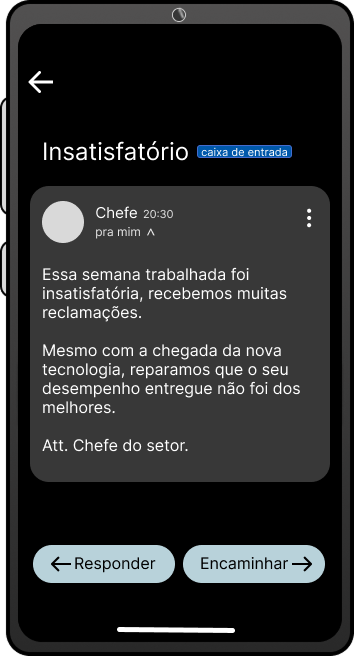 Insatisfatório caixa de entrada
Chefe 20:30
pra mim ^
Essa semana trabalhada foi
insatisfatória, recebemos muitas
reclamações.
Mesmo com a chegada da nova
tecnologia, reparamos que o seu
desempenho entregue não foi dos
melhores.
Att. Chefe do setor.
Responder Encaminhar